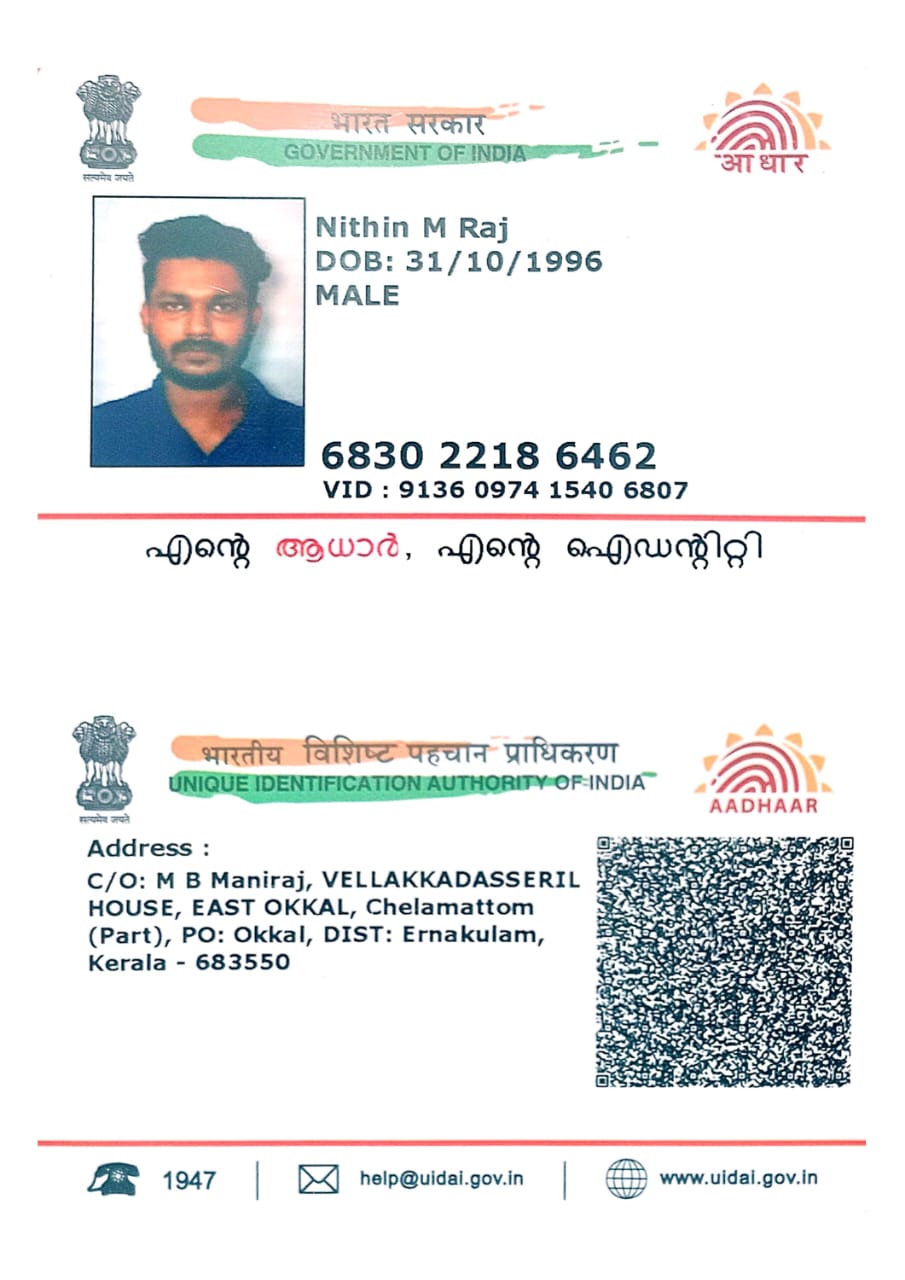 भारत सरकार
GOVERNMENT OF INDIA
सत्यमेव जयते
आधार
Nithin M Raj
DOB: 31/10/1996
MALE
6830 2218 6462
VID : 9136 0974 1540 6807
എന്റെ ആധാർ, എന്റെ ഐഡന്റിറ്റി
भारतीय विशिष्ट पहचान प्राधिकरण
UNIQUE IDENTIFICATION AUTHORITY OF INDIA
सत्यमेव जयते
AADHAAR
Address :
C/O: M B Maniraj, VELLAKKADASSERIL
HOUSE, EAST OKKAL, Chelamattom
(Part), PO: Okkal, DIST: Ernakulam,
Kerala - 683550
1947
help@uidai.gov.in
www.uidai.gov.in